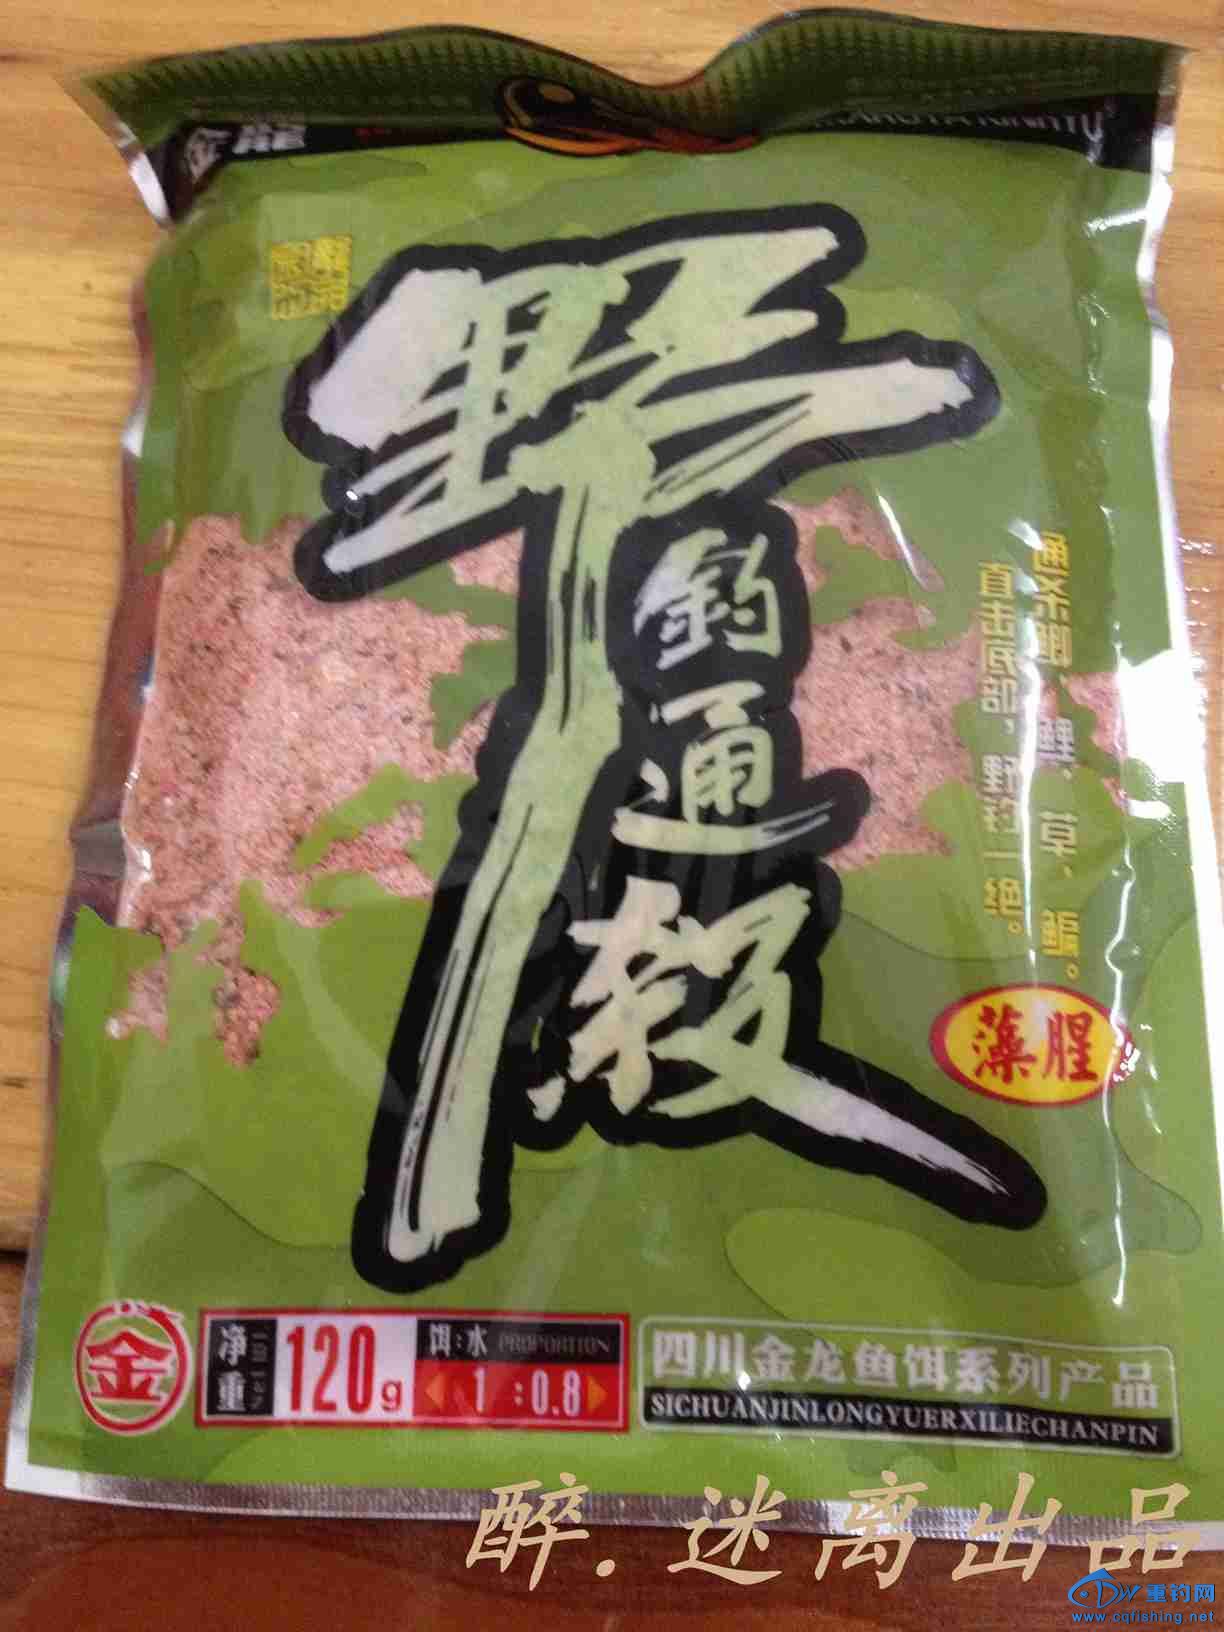 金龍
野
釣
通
殺
通杀鲫、鲤、草、鳊。
直击底部，野钓一绝。
藻腥
金
净重
120g
饵:水 PROPORTION
1 :0.8
四川金龙鱼饵系列产品
SICHUANJINLONGYUERXILIECHANPIN
醉.迷离出品
重钓网
www.cqfishing.net